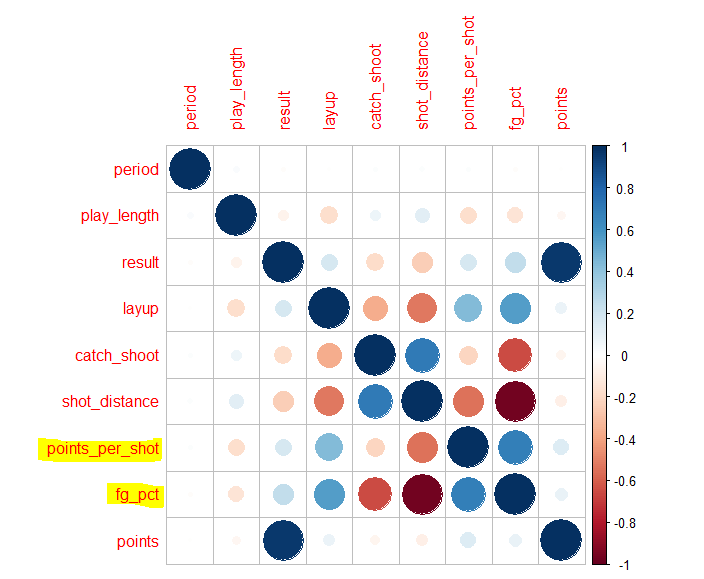 period
play_length
result
layup
catch_shoot
shot_distance
points_per_shot
fg_pct
points
period
play_length
result
layup
catch_shoot
shot_distance
points_per_shot
fg_pct
points
1
0.8
0.6
0.4
0.2
0
-0.2
-0.4
-0.6
-0.8
-1